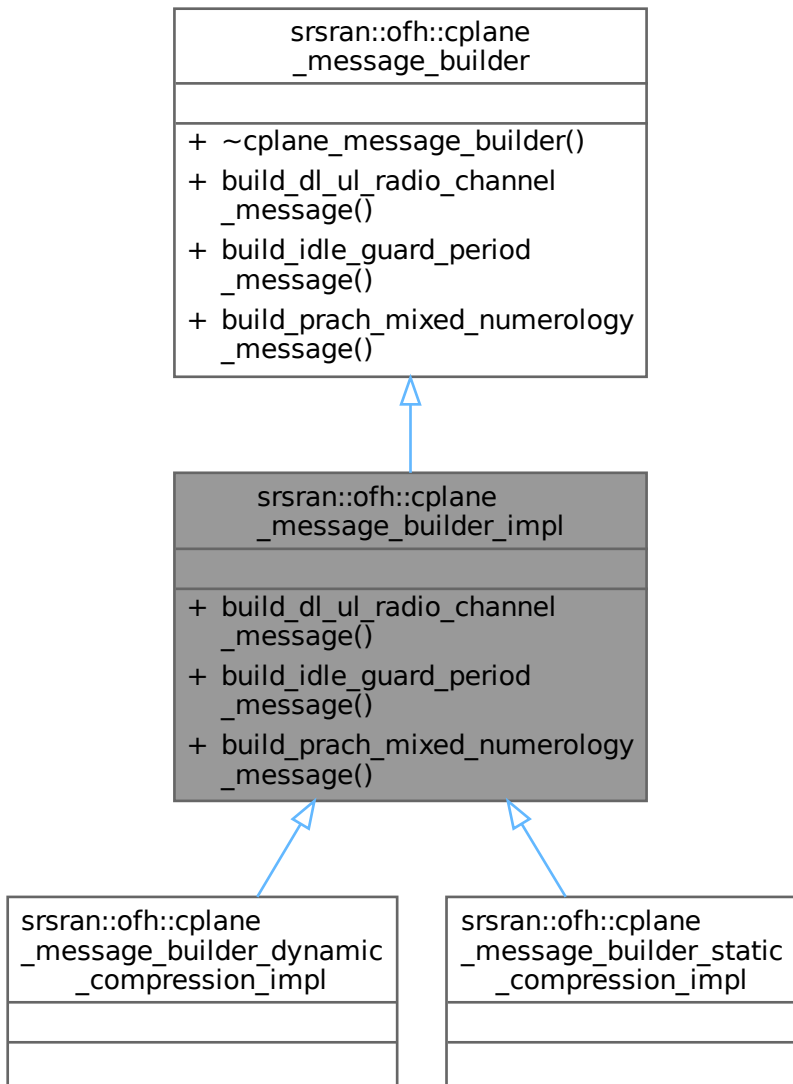 srsran::ofh::cplane
_message_builder
+ ~cplane_message_builder()
+ build_dl_ul_radio_channel
_message()
+ build_idle_guard_period
_message()
+ build_prach_mixed_numerology
_message()
srsran::ofh::cplane
_message_builder_impl
+ build_dl_ul_radio_channel
_message()
+ build_idle_guard_period
_message()
+ build_prach_mixed_numerology
_message()
srsran::ofh::cplane
_message_builder_dynamic
_compression_impl
srsran::ofh::cplane
_message_builder_static
_compression_impl